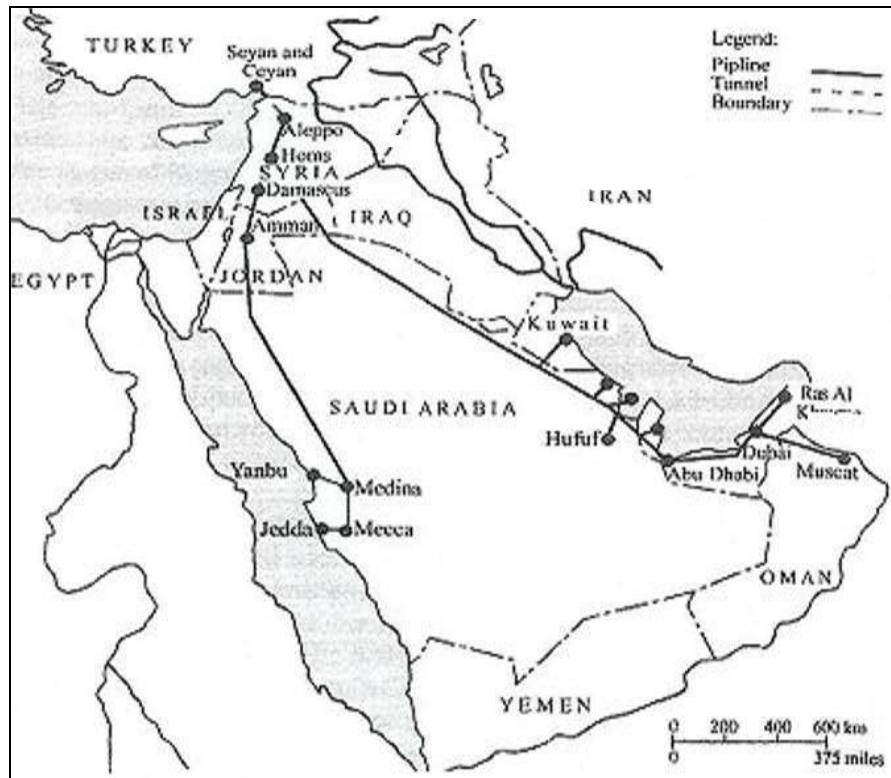 TURKEY
Seyan and
Ceyan
Legend:
Pipline
Tunnel
Boundary
Aleppo
Homs
SYRIA
Damascus
IRAN
ISRAEL
IRAQ
Amman
EGYPT
JORDAN
Kuwait
SAUDI ARABIA
Ras Al
Hufuf
Dubai
Abu Dhabi
Muscat
Yanbu
Medina
Jedda
Mecca
OMAN
YEMEN
0 200 400 600 kms
0 375 miles